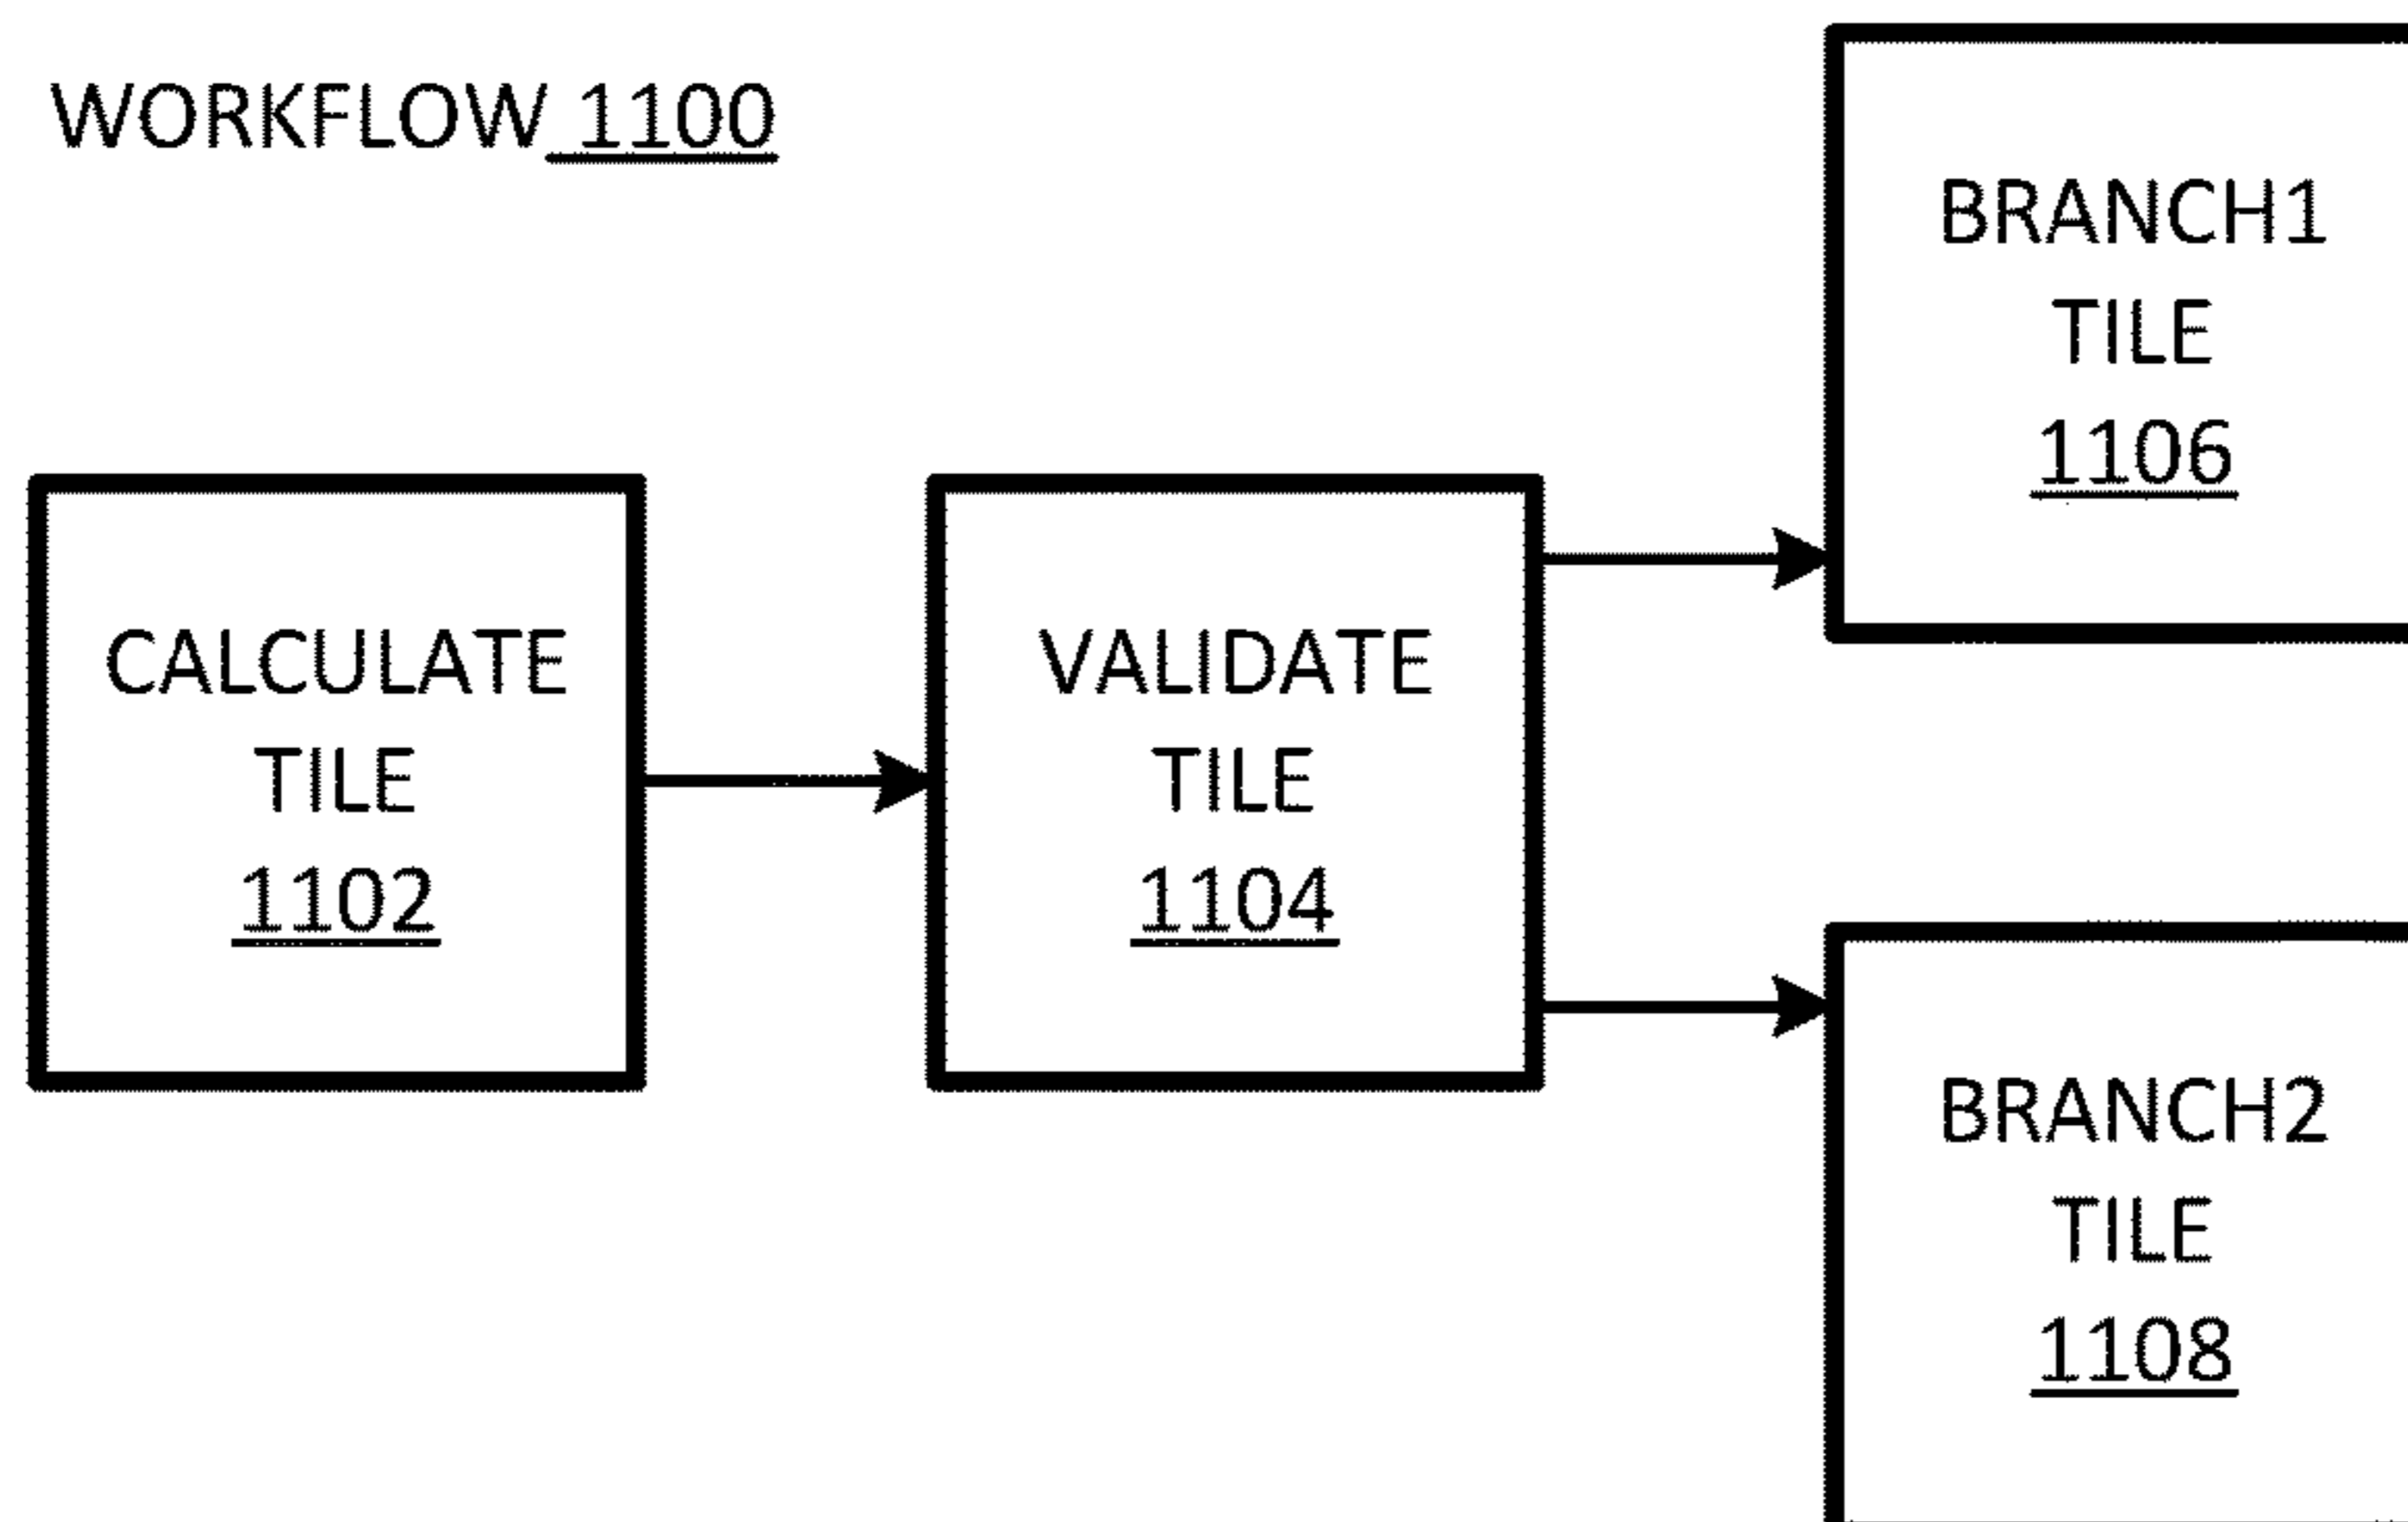 WORKFLOW 1100
BRANCH1
TILE
1106
CALCULATE
TILE
1102
VALIDATE
TILE
1104
BRANCH2
TILE
1108